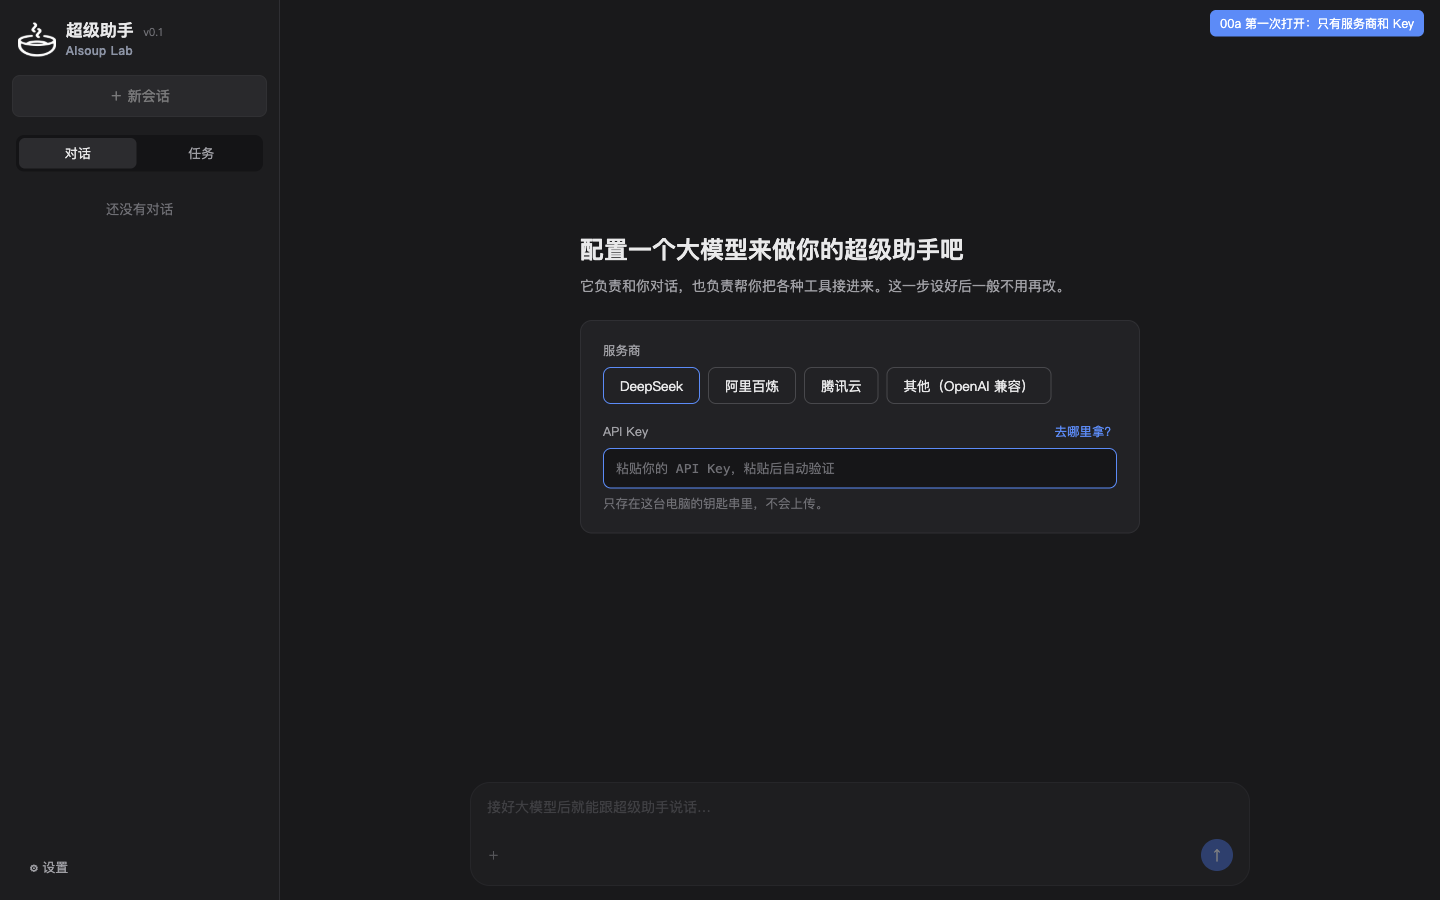 超级助手 v0.1
AIsoup Lab
00a 第一次打开：只有服务商和 Key
+ 新会话
对话 任务
还没有对话
配置一个大模型来做你的超级助手吧
它负责和你对话，也负责帮你把各种工具接进来。这一步设好后一般不用再改。
服务商
DeepSeek 阿里百炼 腾讯云 其他（OpenAI 兼容）
API Key 去哪里拿？
粘贴你的 API Key，粘贴后自动验证
只存在这台电脑的钥匙串里，不会上传。
接好大模型后就能跟超级助手说话…
+ ↑
设置